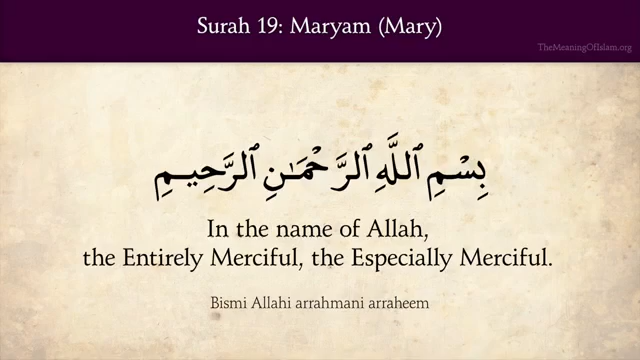 Surah 19: Maryam (Mary)
TheMeaningOfIslam.org
بِسْمِ ٱللَّهِ ٱلرَّحْمَـٰنِ ٱلرَّحِيمِ
In the name of Allah,
the Entirely Merciful, the Especially Merciful.
Bismi Allahi arrahmani arraheem